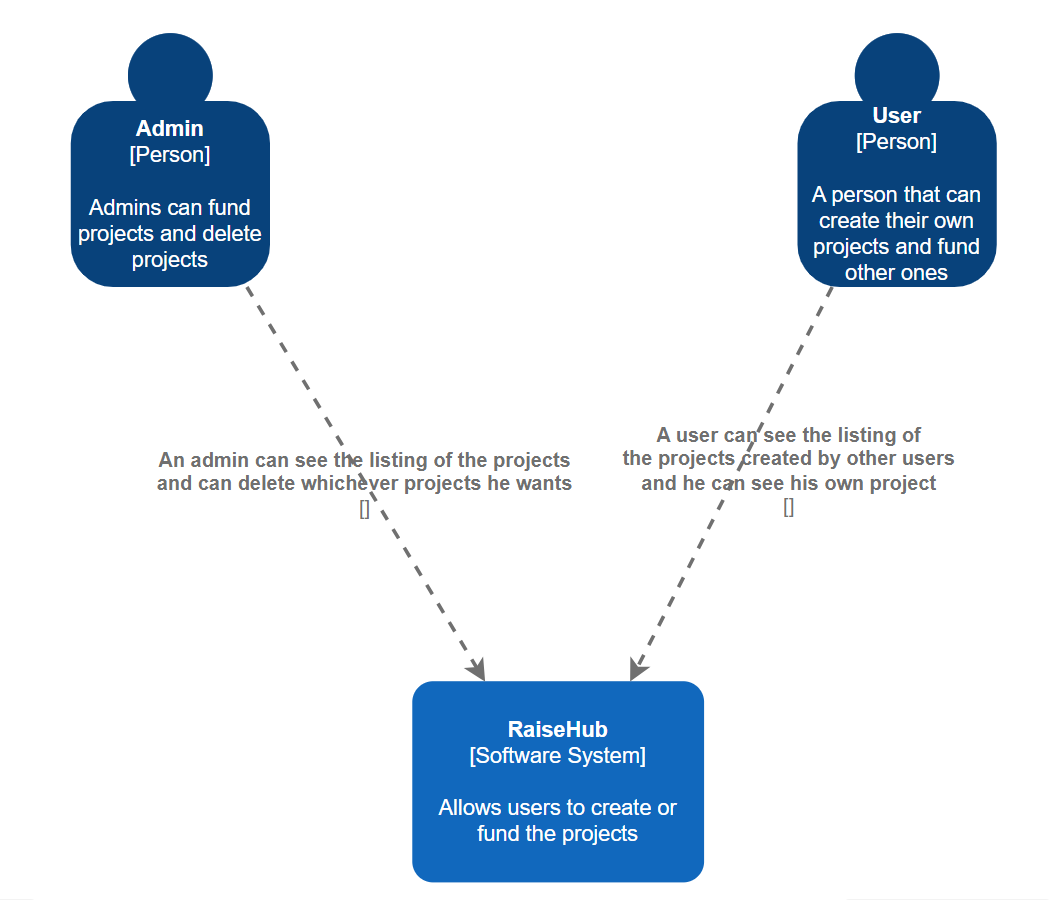 Admin
[Person]
Admins can fund
projects and delete
projects
User
[Person]
A person that can
create their own
projects and fund
other ones
An admin can see the listing of the projects
and can delete whichever projects he wants
[]
A user can see the listing of
the projects created by other users
and he can see his own project
[]
RaiseHub
[Software System]
Allows users to create or
fund the projects